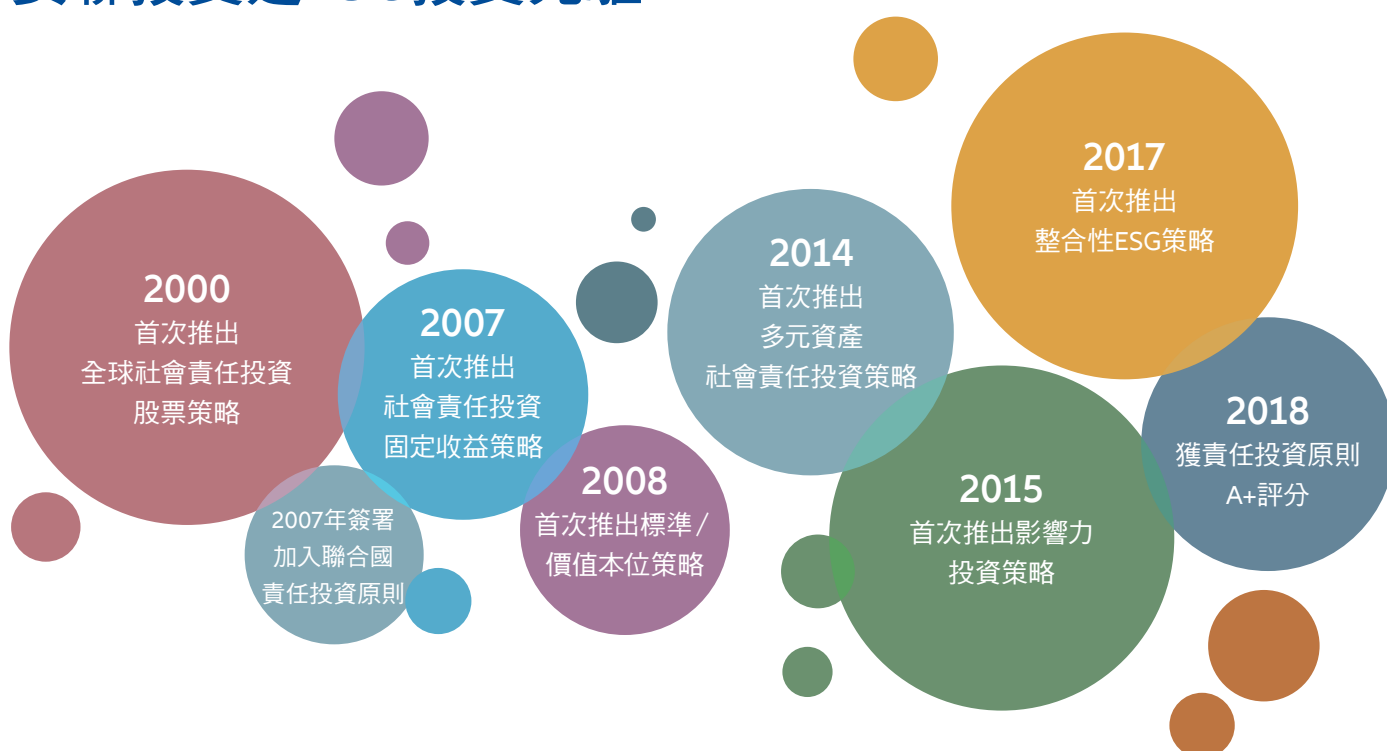 2000
首次推出
全球社會責任投資
股票策略
2007年簽署
加入聯合國
責任投資原則
2007
首次推出
社會責任投資
固定收益策略
2008
首次推出標準/
價值本位策略
2014
首次推出
多元資產
社會責任投資策略
2015
首次推出影響力
投資策略
2017
首次推出
整合性ESG策略
2018
獲責任投資原則
A+評分